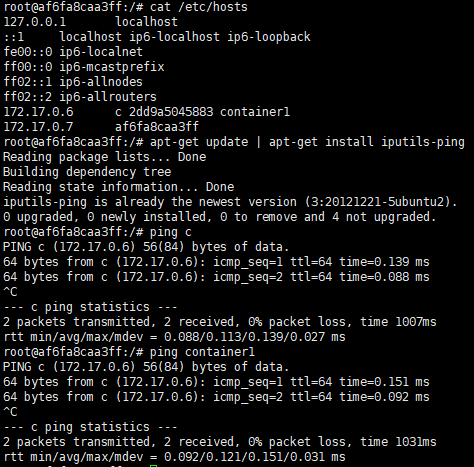 root@af6fa8caa3ff:/# cat /etc/hosts
127.0.0.1       localhost
::1     localhost ip6-localhost ip6-loopback
fe00::0 ip6-localnet
ff00::0 ip6-mcastprefix
ff02::1 ip6-allnodes
ff02::2 ip6-allrouters
172.17.0.6      c 2dd9a5045883 container1
172.17.0.7      af6fa8caa3ff
root@af6fa8caa3ff:/# apt-get update | apt-get install iputils-ping
Reading package lists... Done
Building dependency tree
Reading state information... Done
iputils-ping is already the newest version (3:20121221-5ubuntu2).
0 upgraded, 0 newly installed, 0 to remove and 4 not upgraded.
root@af6fa8caa3ff:/# ping c
PING c (172.17.0.6) 56(84) bytes of data.
64 bytes from c (172.17.0.6): icmp_seq=1 ttl=64 time=0.139 ms
64 bytes from c (172.17.0.6): icmp_seq=2 ttl=64 time=0.088 ms
^C
--- c ping statistics ---
2 packets transmitted, 2 received, 0% packet loss, time 1007ms
rtt min/avg/max/mdev = 0.088/0.113/0.139/0.027 ms
root@af6fa8caa3ff:/# ping container1
PING c (172.17.0.6) 56(84) bytes of data.
64 bytes from c (172.17.0.6): icmp_seq=1 ttl=64 time=0.151 ms
64 bytes from c (172.17.0.6): icmp_seq=2 ttl=64 time=0.092 ms
^C
--- c ping statistics ---
2 packets transmitted, 2 received, 0% packet loss, time 1031ms
rtt min/avg/max/mdev = 0.092/0.121/0.151/0.031 ms